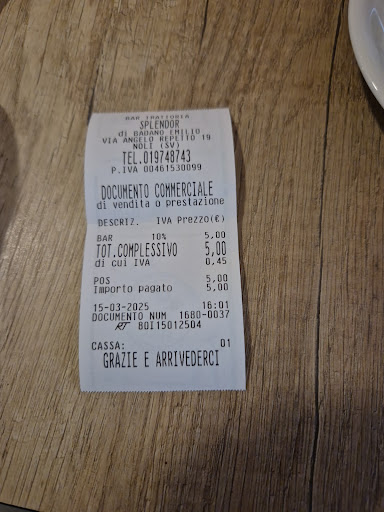 BAR TRATTORIA
SPLENDOR
di BADANO EMILIO
VIA ANGELO REPETTO 19
NOLI (SV)
TEL.019748743
P.IVA 00461530099
DOCUMENTO COMMERCIALE
di vendita o prestazione
DESCRIZ. IVA Prezzo(€)
BAR 10% 5,00
TOT.COMPLESSIVO 5,00
di cui IVA 0,45
POS 5,00
Importo pagato 5,00
15-03-2025 16:01
DOCUMENTO NUM 1680-0037
RT 80I15012504
CASSA: 01
GRAZIE E ARRIVEDERCI